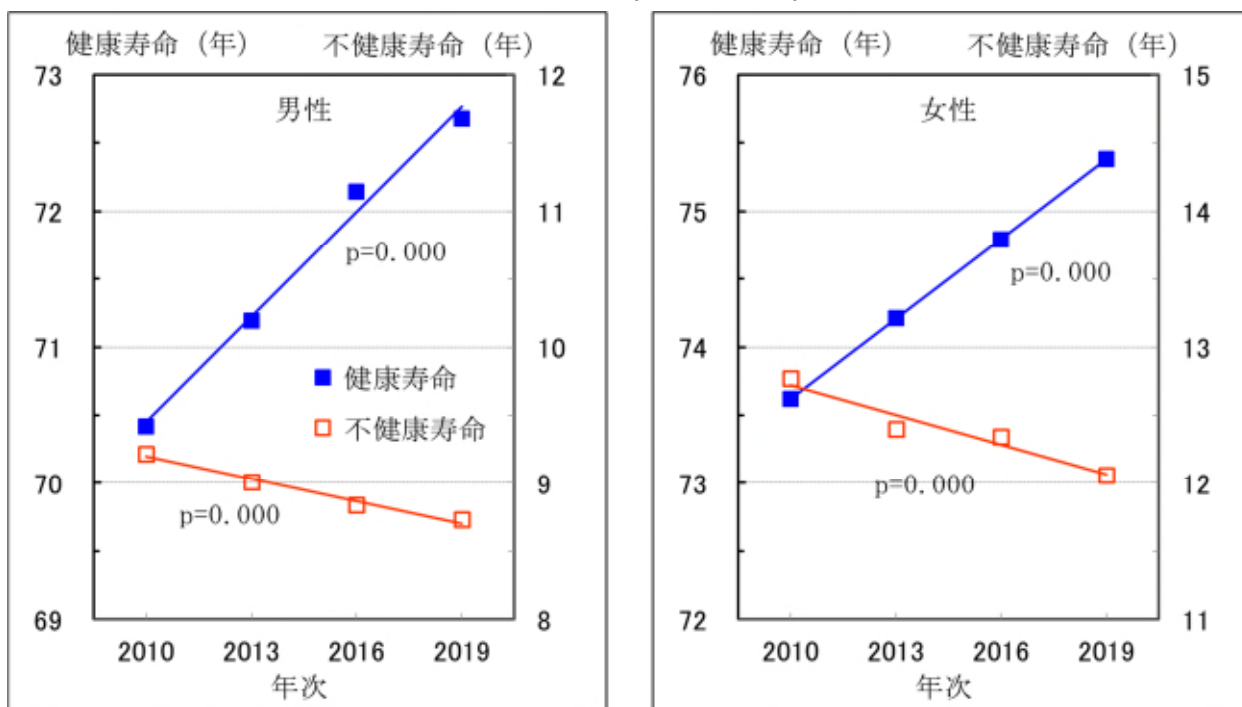 健康寿命 (年) 不健康寿命 (年)
73 12
男性
72 11
p=0.000
71 10
健康寿命
不健康寿命
70 9
p=0.000
69 8
2010 2013 2016 2019
年次
健康寿命 (年) 不健康寿命 (年)
76 15
女性
75 14
p=0.000
74 13
73 12
p=0.000
72 11
2010 2013 2016 2019
年次